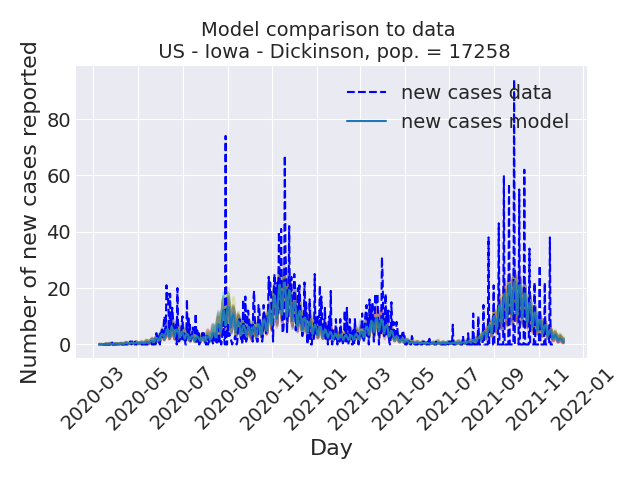 Model comparison to data
US - Iowa - Dickinson, pop. = 17258
Number of new cases reported
80
60
40
20
0
new cases data
new cases model
2020-03
2020-05
2020-07
2020-09
2020-11
2021-01
2021-03
2021-05
2021-07
2021-09
2021-11
2022-01
Day